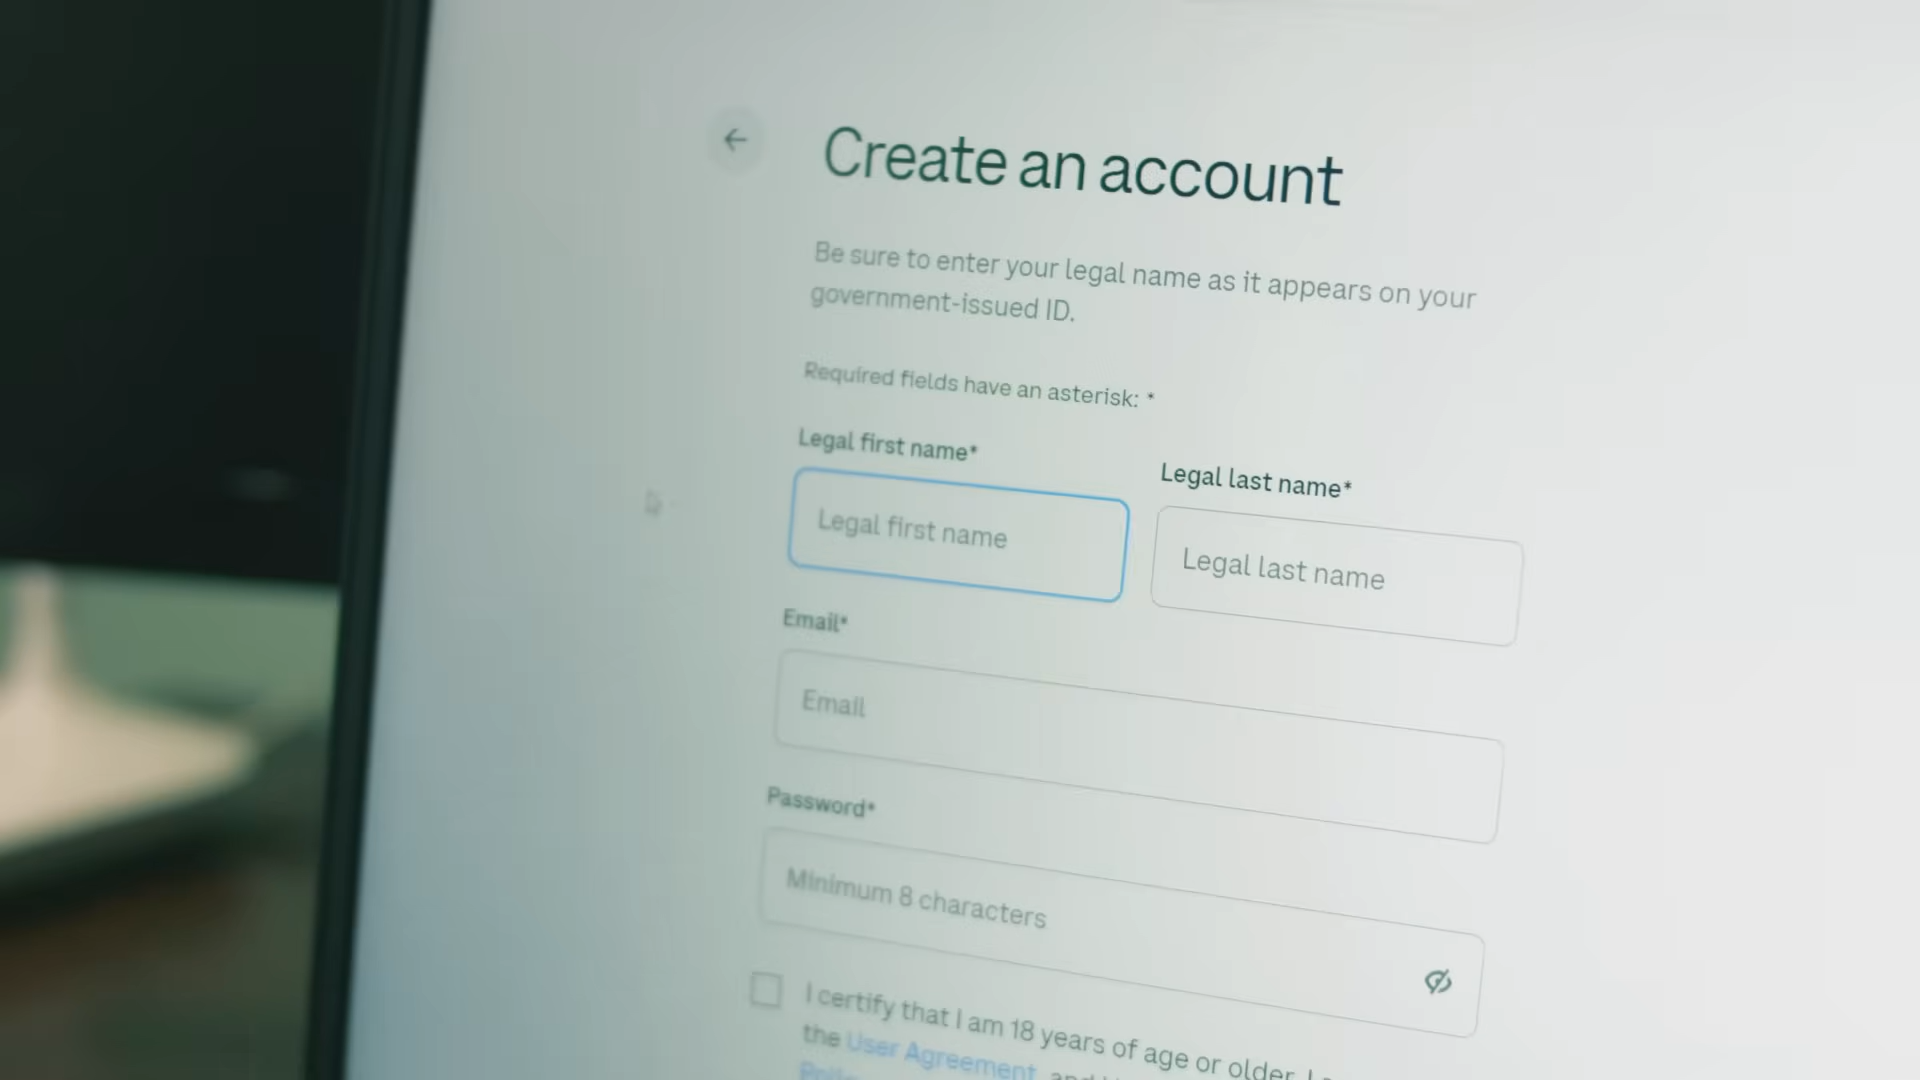 Create an account
Be sure to enter your legal name as it appears on your
government-issued ID.
Required fields have an asterisk: *
Legal first name*
Legal last name*
Legal first name
Legal last name
Email*
Email
Password*
Minimum 8 characters
I certify that I am 18 years of age or older. I
the User Agreement, and